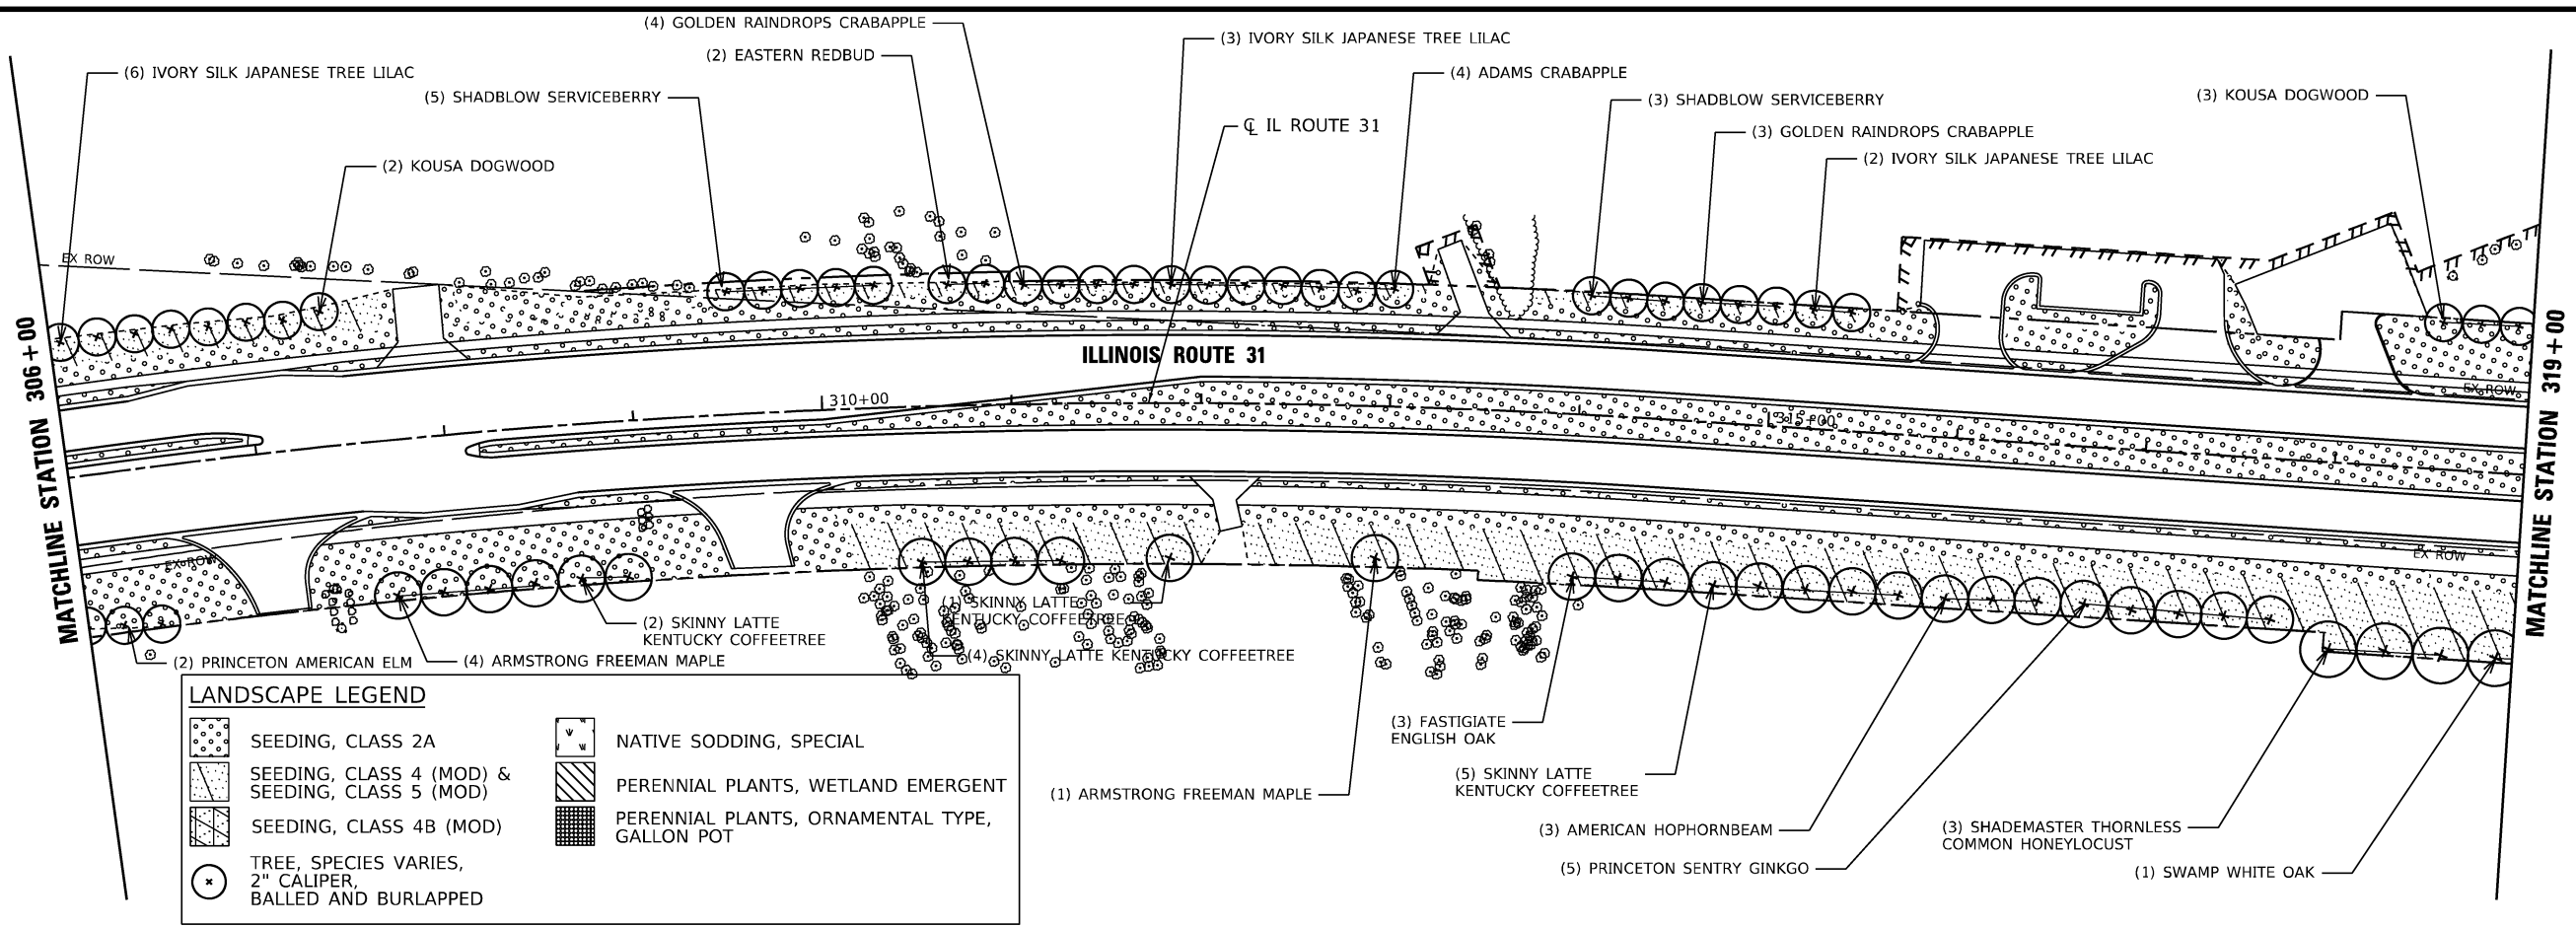 (4) GOLDEN RAINDROPS CRABAPPLE
(2) EASTERN REDBUD
(3) IVORY SILK JAPANESE TREE LILAC
(6) IVORY SILK JAPANESE TREE LILAC
(4) ADAMS CRABAPPLE
(5) SHADBLOW SERVICEBERRY
(3) SHADBLOW SERVICEBERRY
(3) KOUSA DOGWOOD
℄ IL ROUTE 31
(3) GOLDEN RAINDROPS CRABAPPLE
(2) KOUSA DOGWOOD
(2) IVORY SILK JAPANESE TREE LILAC
EX ROW
ILLINOIS ROUTE 31
EX ROW
310+00
315+00
MATCHLINE STATION 306+00
MATCHLINE STATION 319+00
EX ROW
EX ROW
(1) SKINNY LATTE
KENTUCKY COFFEETREE
(2) SKINNY LATTE
KENTUCKY COFFEETREE
(4) SKINNY LATTE KENTUCKY COFFEETREE
(2) PRINCETON AMERICAN ELM
(4) ARMSTRONG FREEMAN MAPLE
(3) FASTIGIATE
ENGLISH OAK
(5) SKINNY LATTE
KENTUCKY COFFEETREE
(1) ARMSTRONG FREEMAN MAPLE
(3) AMERICAN HOPHORNBEAM
(3) SHADEMASTER THORNLESS
COMMON HONEYLOCUST
(5) PRINCETON SENTRY GINKGO
(1) SWAMP WHITE OAK
LANDSCAPE LEGEND
SEEDING, CLASS 2A
SEEDING, CLASS 4 (MOD) &
SEEDING, CLASS 5 (MOD)
SEEDING, CLASS 4B (MOD)
TREE, SPECIES VARIES,
2" CALIPER,
BALLED AND BURLAPPED
NATIVE SODDING, SPECIAL
PERENNIAL PLANTS, WETLAND EMERGENT
PERENNIAL PLANTS, ORNAMENTAL TYPE,
GALLON POT